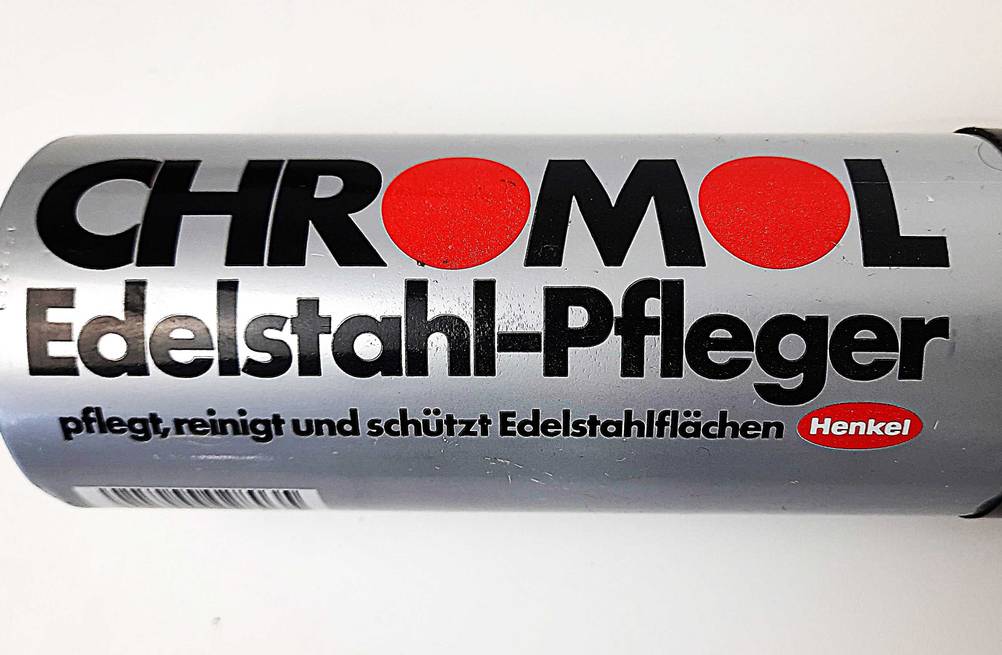 CHROMOL
Edelstahl-Pfleger
pflegt, reinigt und schützt Edelstahlflächen Henkel